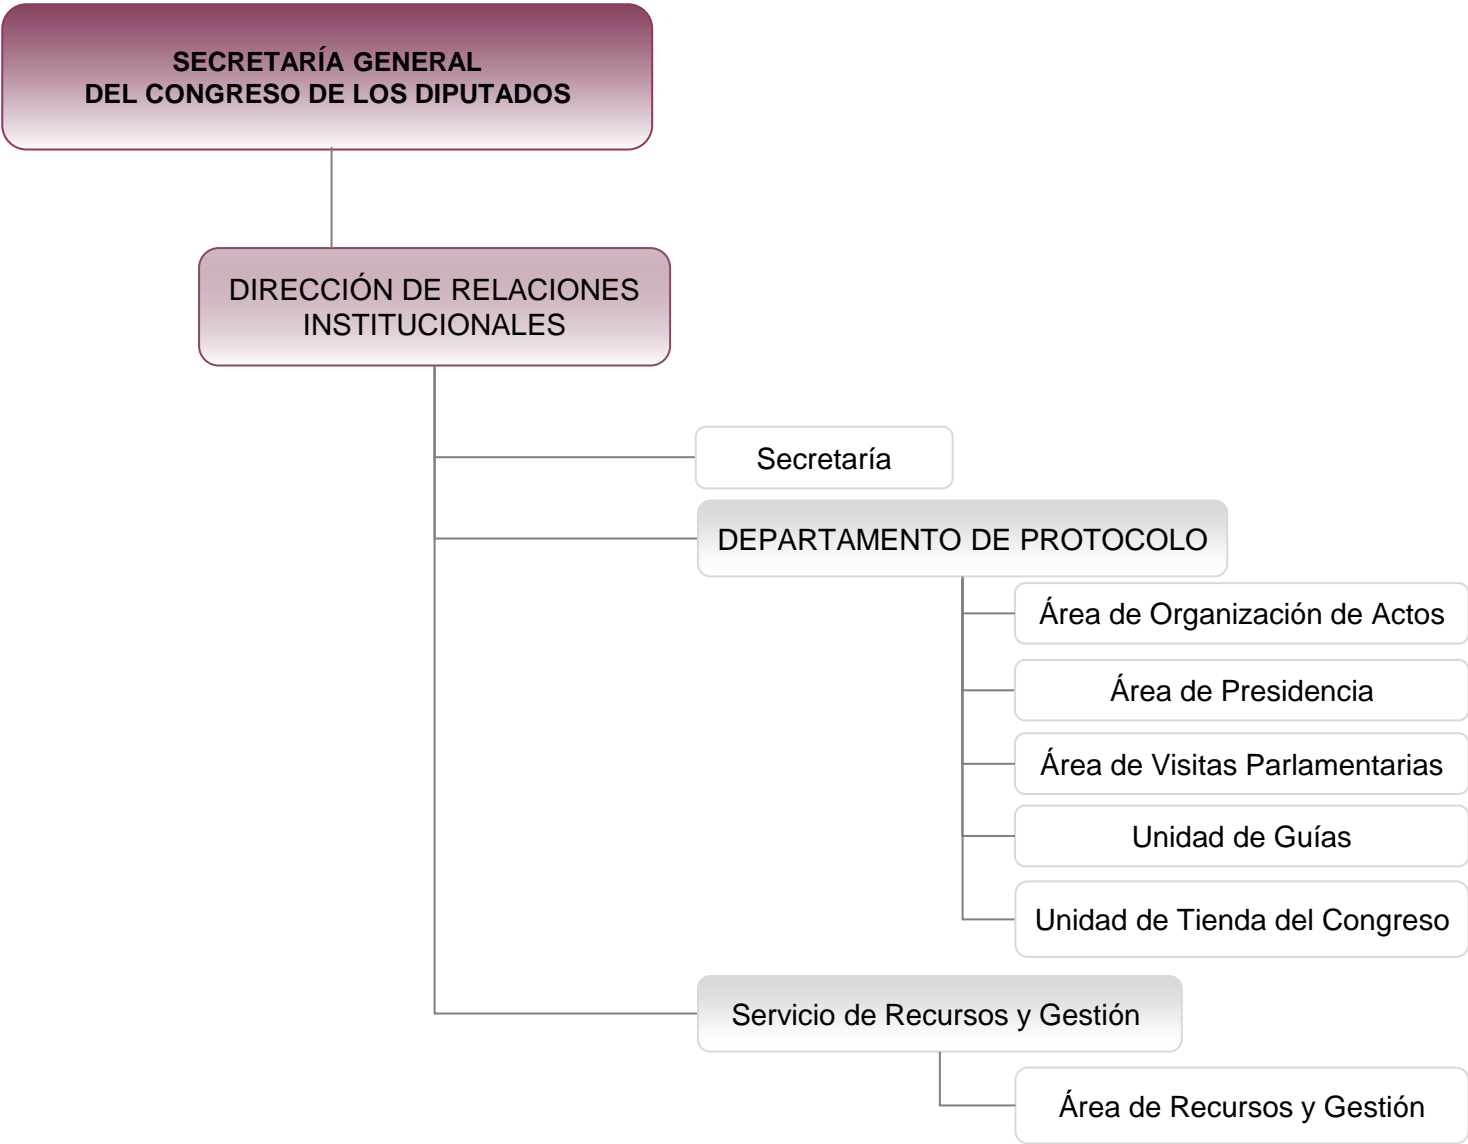 SECRETARÍA GENERAL
DEL CONGRESO DE LOS DIPUTADOS
DIRECCIÓN DE RELACIONES
INSTITUCIONALES
Secretaría
DEPARTAMENTO DE PROTOCOLO
Área de Organización de Actos
Área de Presidencia
Área de Visitas Parlamentarias
Unidad de Guías
Unidad de Tienda del Congreso
Servicio de Recursos y Gestión
Área de Recursos y Gestión